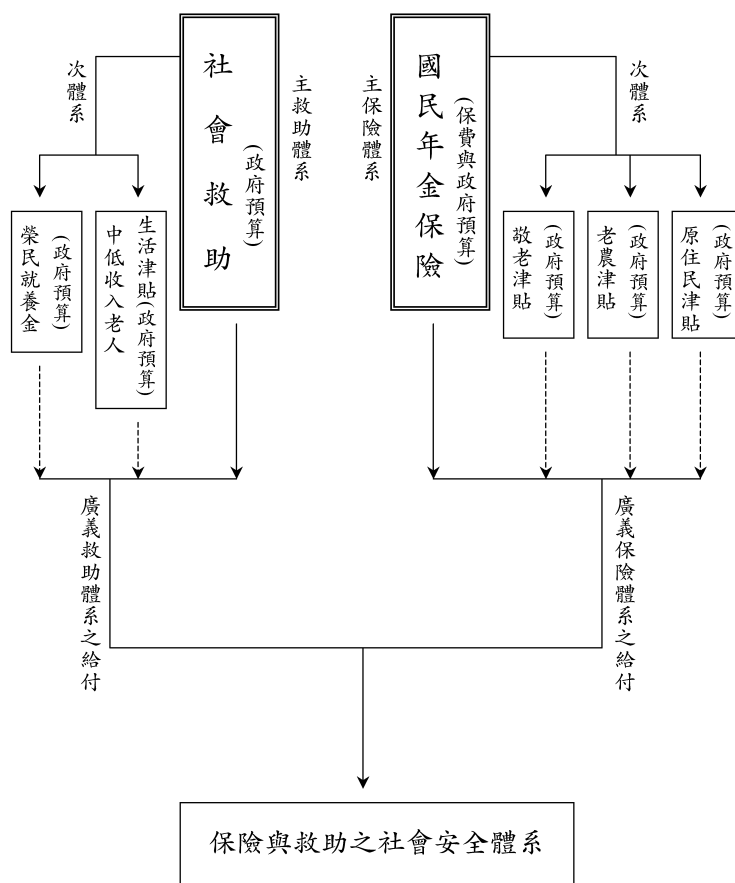 次體系
社會救助
(政府預算)
主救助體系
主保險體系
國民年金保險
(保費與政府預算)
次體系
榮民就養金
(政府預算)
中低收入老人
生活津貼(政府預算)
敬老津貼
(政府預算)
老農津貼
(政府預算)
原住民津貼
(政府預算)
廣義救助體系之給付
廣義保險體系之給付
保險與救助之社會安全體系